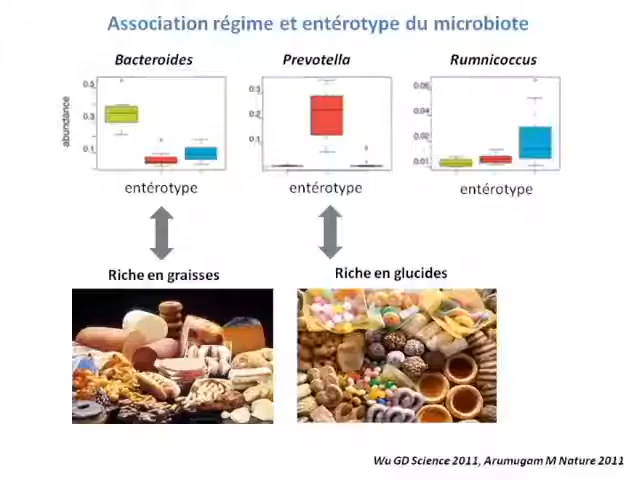 Association régime et entérotype du microbiote
Bacteroides
Prevotella
Rumnicoccus
abundance
0.5
0.3
0.1
0.3
0.2
0.1
0.06
0.04
0.02
0.01
entérotype
entérotype
entérotype
Riche en graisses
Riche en glucides
Wu GD Science 2011, Arumugam M Nature 2011